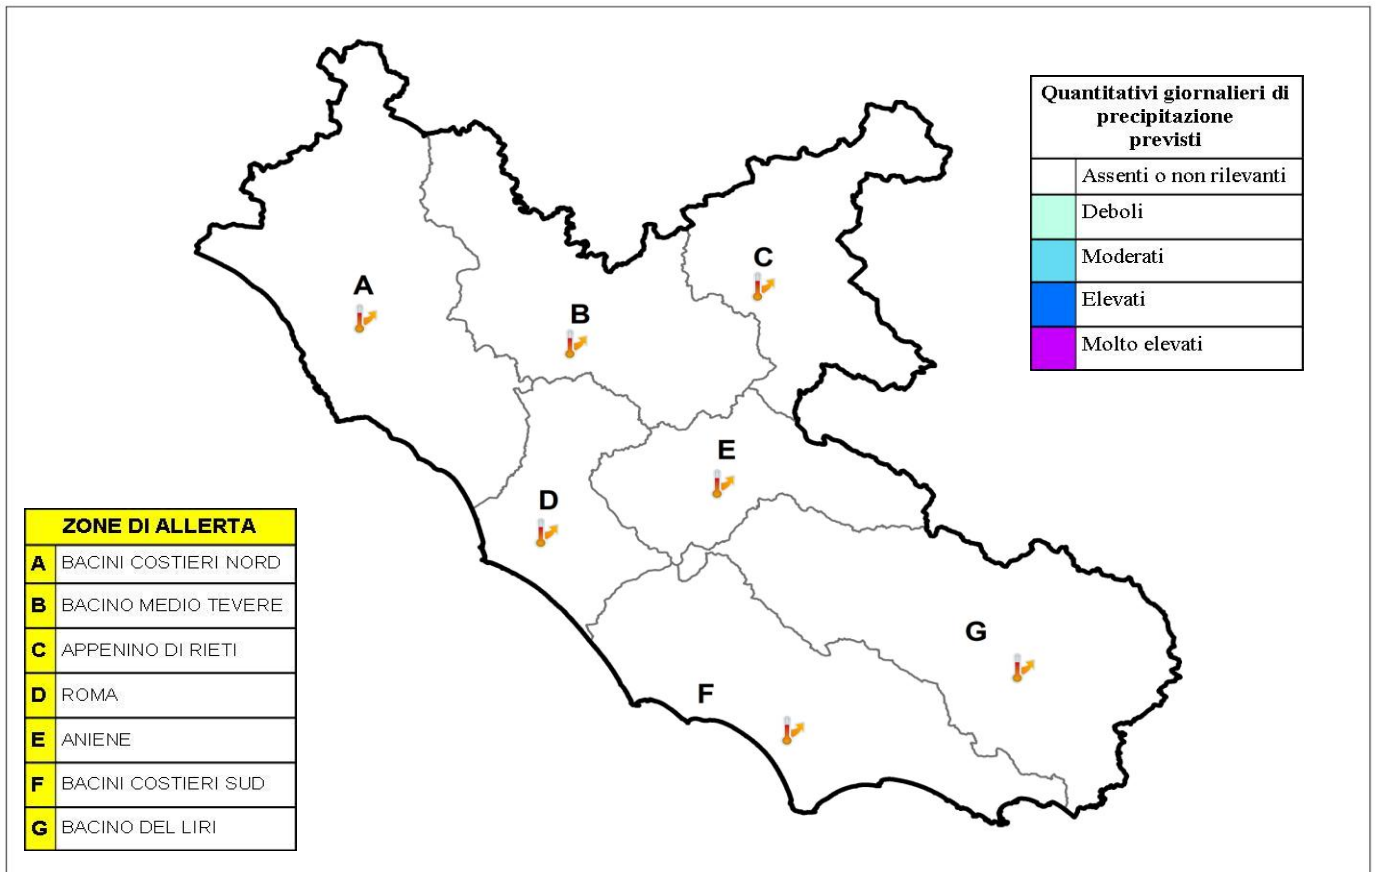 Quantitativi giornalieri di
precipitazione
previsti
Assenti o non rilevanti
Deboli
Moderati
Elevati
Molto elevati
A
B
C
D
E
F
G
ZONE DI ALLERTA
A BACINI COSTIERI NORD
B BACINO MEDIO TEVERE
C APPENINO DI RIETI
D ROMA
E ANIENE
F BACINI COSTIERI SUD
G BACINO DEL LIRI